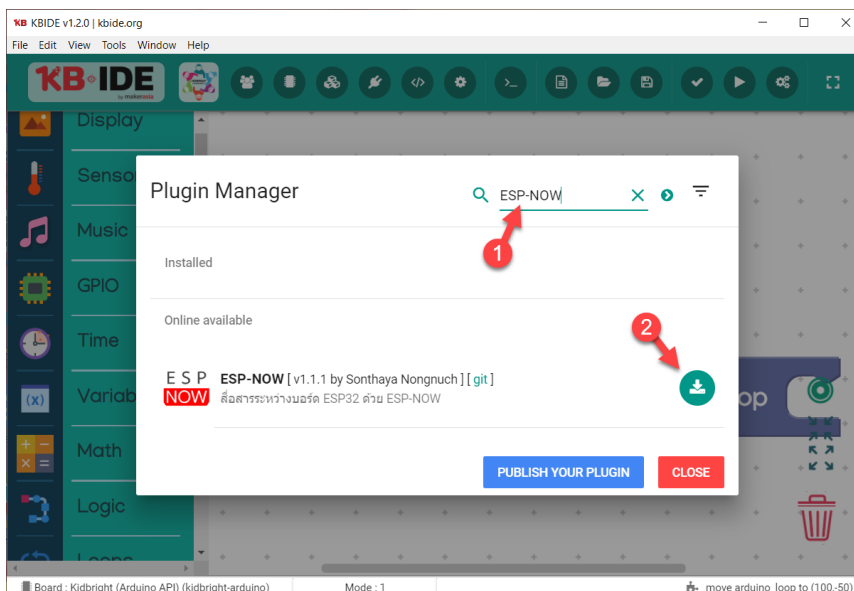 KB KBIDE v1.2.0 | kbide.org
File Edit View Tools Window Help
KB IDE
by makerasia
Display
Plugin Manager
ESP-NOW
Music
1
Installed
GPIO
Online available
2
Time
ESP NOW
ESP-NOW [ v1.1.1 by Sonthaya Nongnuch ] [ git ]
สื่อสารระหว่างบอร์ด ESP32 ด้วย ESP-NOW
(x)
Variab
op
Math
PUBLISH YOUR PLUGIN
CLOSE
Logic
Loops
Board : Kidbright (Arduino API) (kidbright-arduino)
Mode : 1
move arduino_loop to (100,-50)